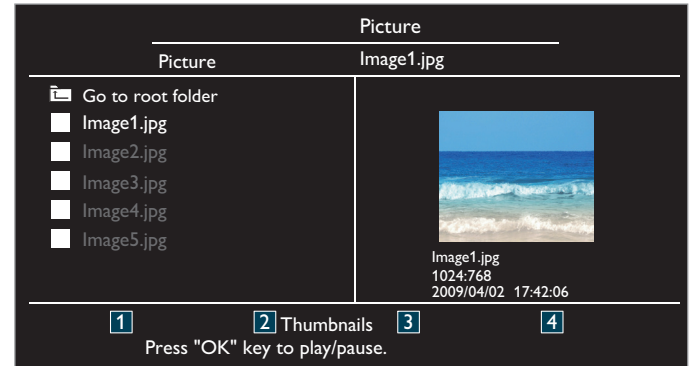 Picture
Picture Image1.jpg
Go to root folder
Image1.jpg
Image2.jpg
Image3.jpg
Image4.jpg
Image5.jpg
Image1.jpg
1024:768
2009/04/02 17:42:06
1 2 Thumbnails 3 4
Press "OK" key to play/pause.